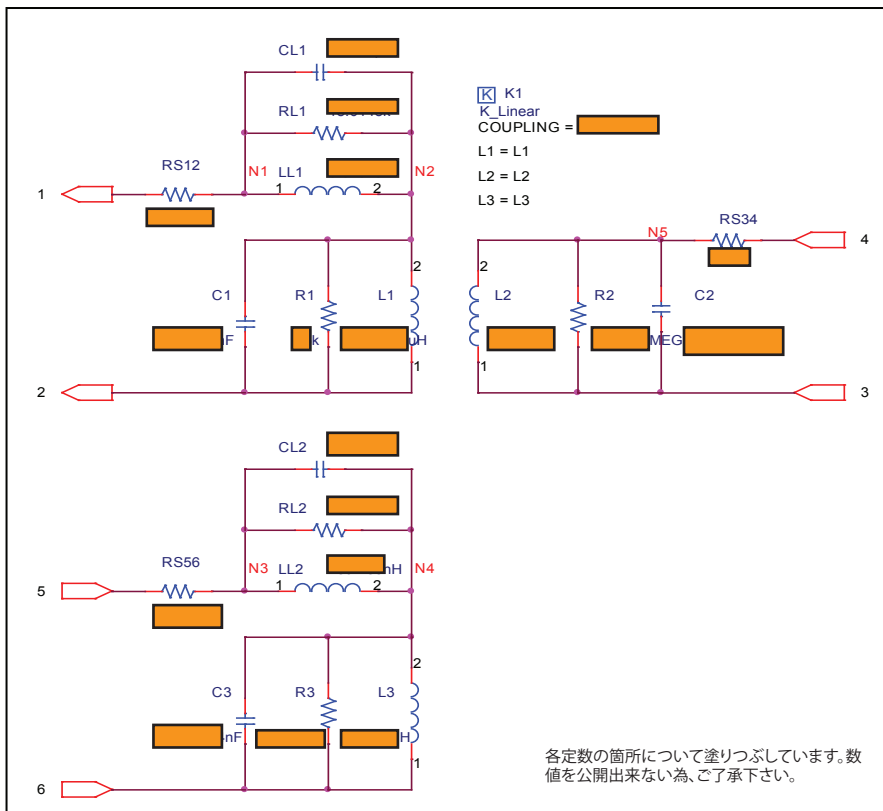 CL1
RL1
RS12
N1
LL1
1
2
N2
1
K K1
K_Linear
COUPLING =
L1 = L1
L2 = L2
L3 = L3
RS34
N5
4
2
2
C1
R1
L1
L2
R2
C2
k
uH
MEG
1
1
2
3
CL2
RL2
RS56
N3
LL2
nH
1
2
N4
5
2
C3
R3
L3
nF
H
1
6
各定数の箇所について塗りつぶしています。数
値を公開出来ない為、ご了承下さい。